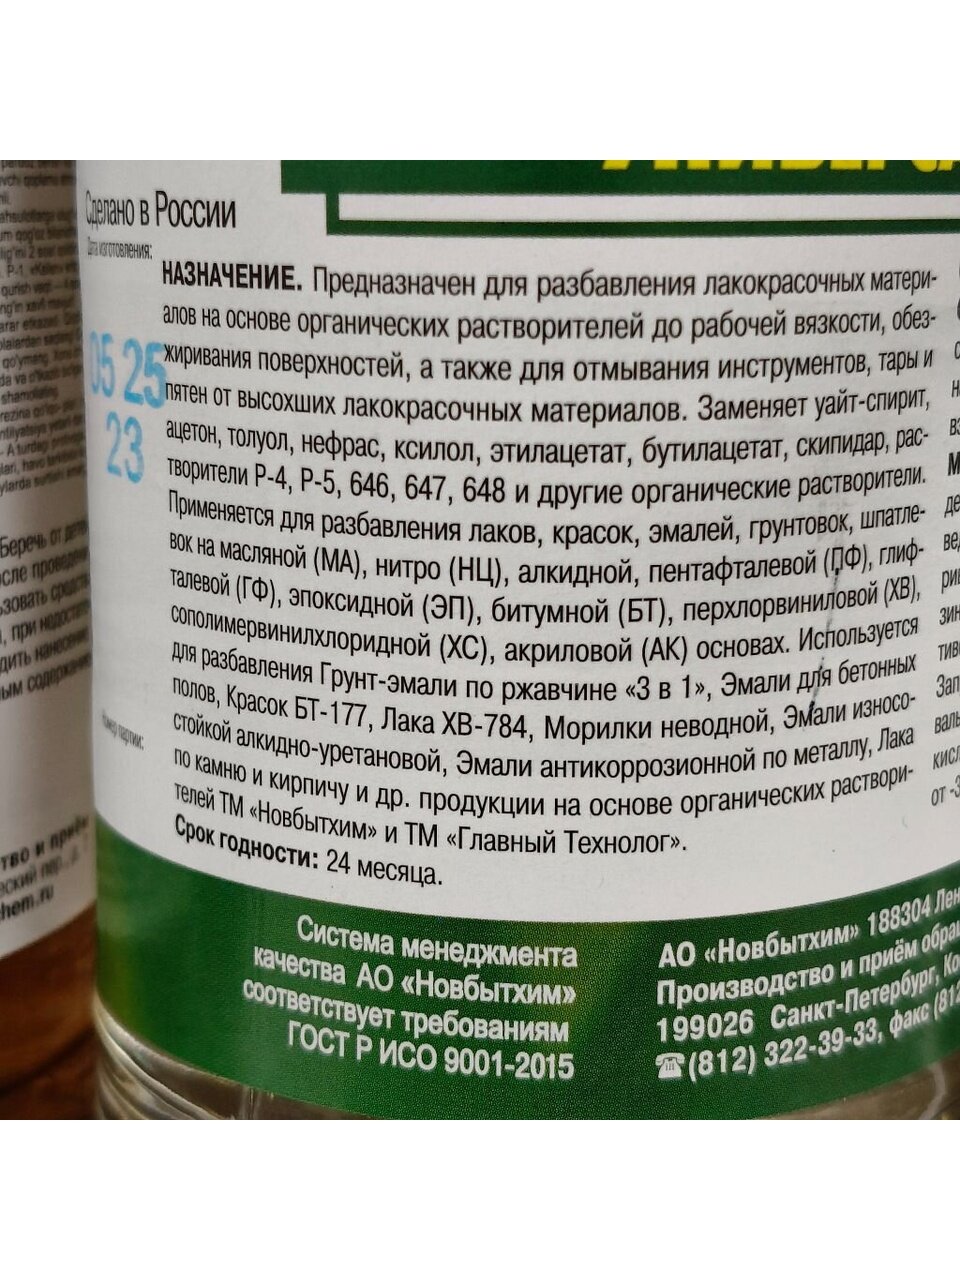 Сделано в России
Дата изготовления:
05 25
23
НАЗНАЧЕНИЕ. Предназначен для разбавления лакокрасочных матери-
алов на основе органических растворителей до рабочей вязкости, обез-
жиривания поверхностей, а также для отмывания инструментов, тары и
пятен от высохших лакокрасочных материалов. Заменяет уайт-спирит,
ацетон, толуол, нефрас, ксилол, этилацетат, бутилацетат, скипидар, рас-
творители Р-4, Р-5, 646, 647, 648 и другие органические растворители.
Применяется для разбавления лаков, красок, эмалей, грунтовок, шпатле-
вок на масляной (МА), нитро (НЦ), алкидной, пентафталевой (ПФ), глиф-
талевой (ГФ), эпоксидной (ЭП), битумной (БТ), перхлорвиниловой (ХВ),
сополимервинилхлоридной (ХС), акриловой (АК) основах. Используется
для разбавления Грунт-эмали по ржавчине «3 в 1», Эмали для бетонных
полов, Красок БТ-177, Лака ХВ-784, Морилки неводной, Эмали износо-
стойкой алкидно-уретановой, Эмали антикоррозионной по металлу, Лака
по камню и кирпичу и др. продукции на основе органических раствори-
телей ТМ «Новбытхим» и ТМ «Главный Технолог».
Срок годности: 24 месяца.
Номер партии:
Система менеджмента
качества АО «Новбытхим»
соответствует требованиям
ГОСТ Р ИСО 9001-2015
АО «Новбытхим» 188304 Лен
Производство и приём обра
199026 Санкт-Петербург, Ко
☎(812) 322-39-33, факс (812